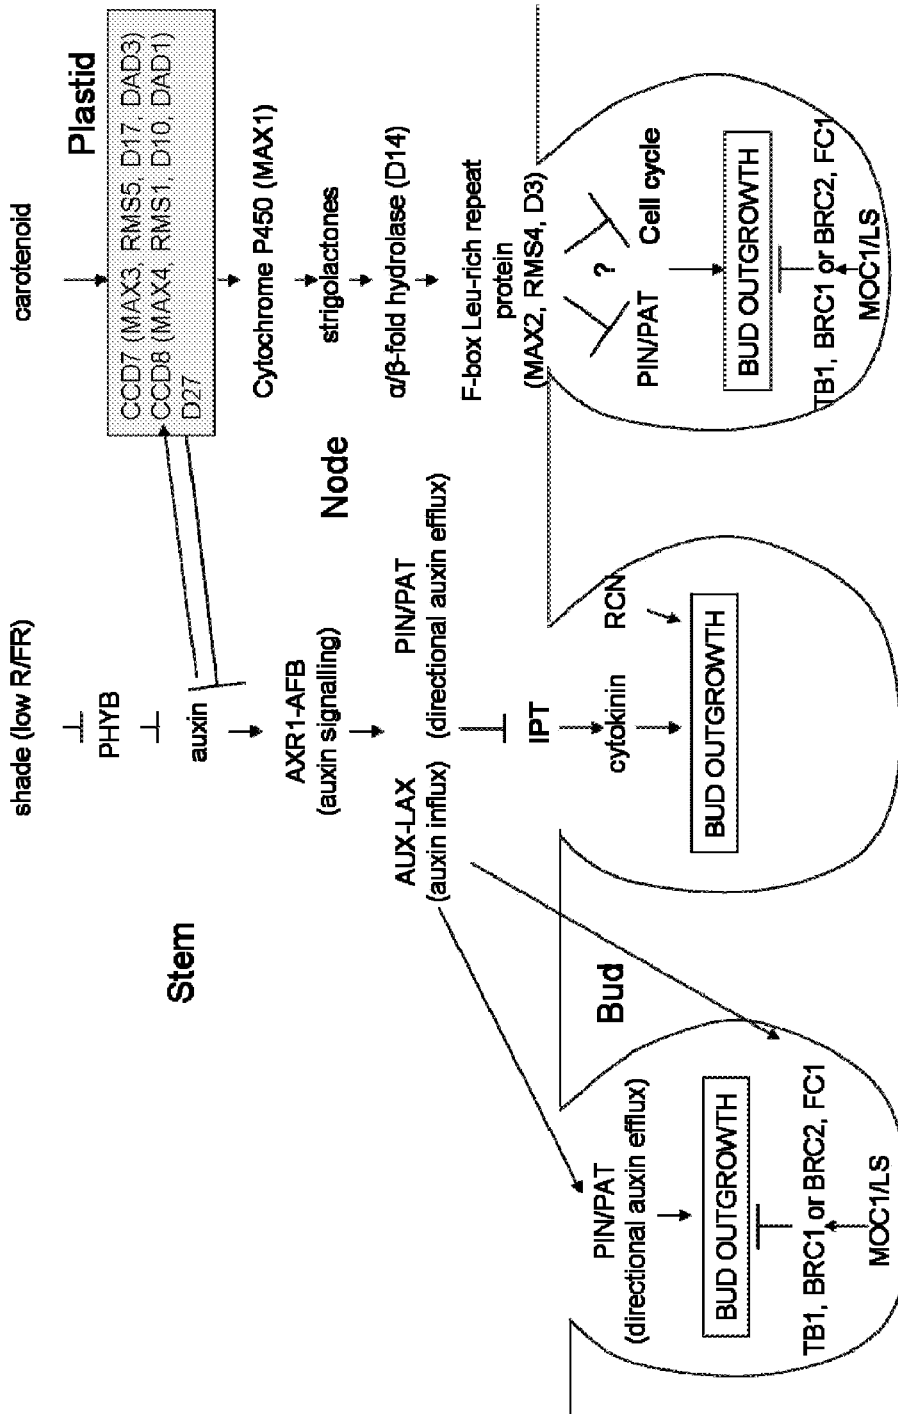 shade (low R/FR)
PHYB
auxin
AXR1-AFB
(auxin signalling)
AUX-LAX
(auxin influx)
PIN/PAT
(directional auxin efflux)
IPT
cytokinin
RCN
BUD OUTGROWTH
Stem
Node
Bud
PIN/PAT
(directional auxin efflux)
BUD OUTGROWTH
TB1, BRC1 or BRC2, FC1
MOC1/LS
carotenoid
Plastid
CCD7 (MAX3, RMS5, D17, DAD3)
CCD8 (MAX4, RMS1, D10, DAD1)
D27
Cytochrome P450 (MAX1)
strigolactones
α/β-fold hydrolase (D14)
F-box Leu-rich repeat
protein
(MAX2, RMS4, D3)
?
PIN/PAT
Cell cycle
BUD OUTGROWTH
TB1, BRC1 or BRC2, FC1
MOC1/LS